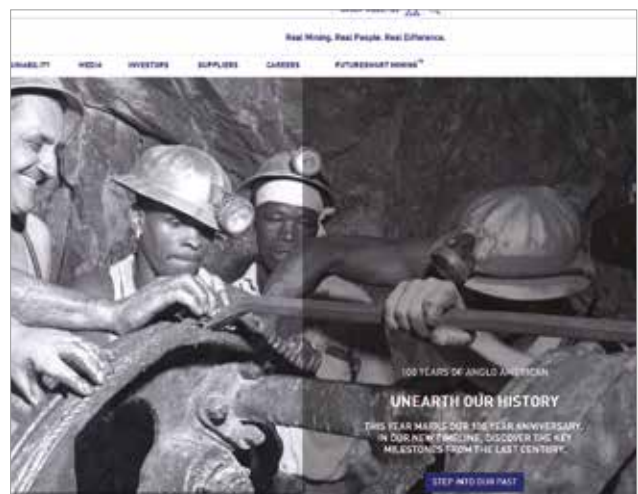 Real Mining. Real People. Real Difference.
MEDIA INVESTORS SUPPLIERS CAREERS FUTURESMART MINING™
100 YEARS OF ANGLO AMERICAN
UNEARTH OUR HISTORY
THIS YEAR MARKS OUR 100 YEAR ANNIVERSARY.
IN OUR NEW TIMELINE, DISCOVER THE KEY
MILESTONES FROM THE LAST CENTURY.
STEP INTO OUR PAST